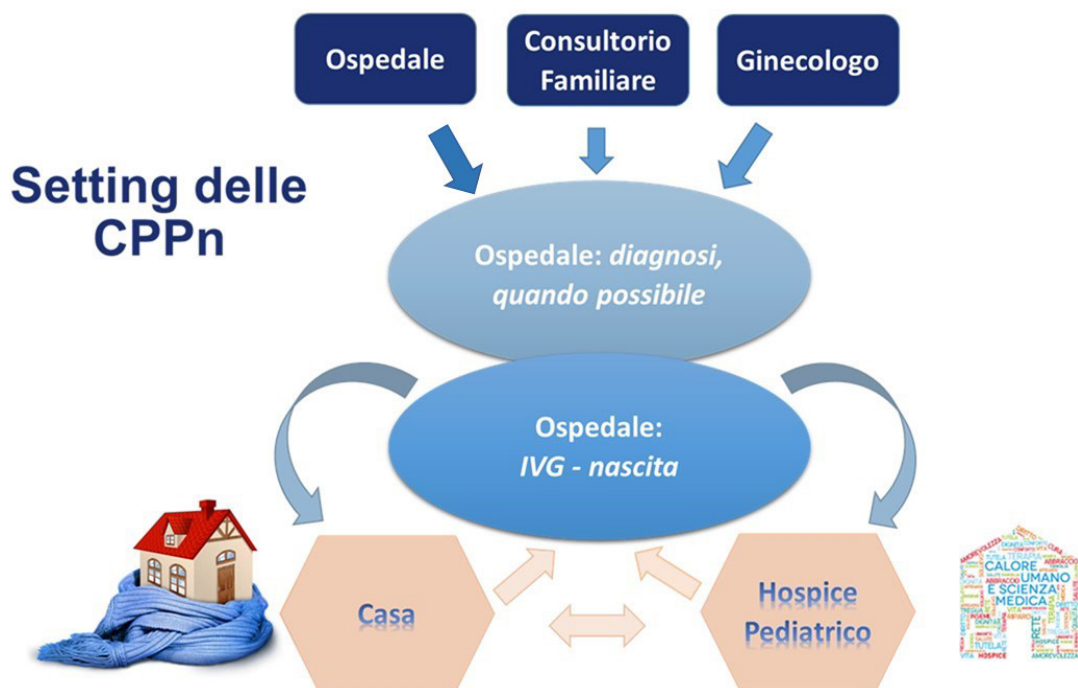 Ospedale
Consultorio
Familiare
Ginecologo
Setting delle
CPPn
Ospedale: diagnosi,
quando possibile
Ospedale:
IVG - nascita
Casa
Hospice
Pediatrico
CALORE
UMANO
E SCIENZA
MEDICA